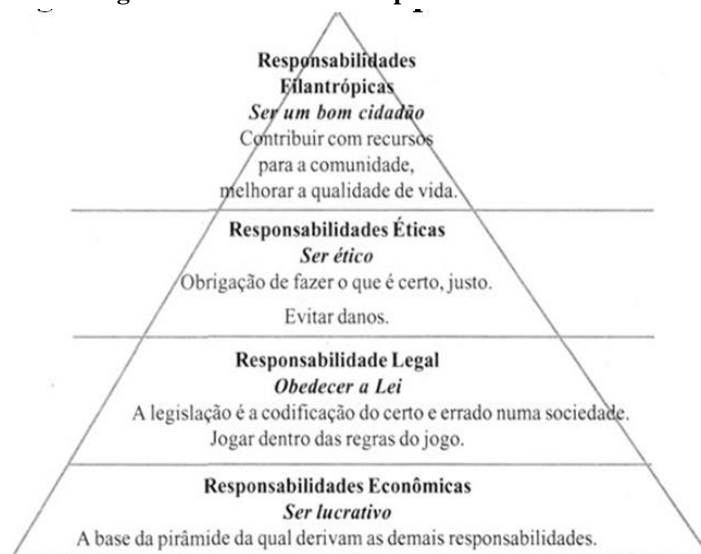 Responsabilidades
Filantrópicas
Ser um bom cidadão
Contribuir com recursos
para a comunidade,
melhorar a qualidade de vida.
Responsabilidades Éticas
Ser ético
Obrigação de fazer o que é certo, justo.
Evitar danos.
Responsabilidade Legal
Obedecer a Lei
A legislação é a codificação do certo e errado numa sociedade.
Jogar dentro das regras do jogo.
Responsabilidades Econômicas
Ser lucrativo
A base da pirâmide da qual derivam as demais responsabilidades.